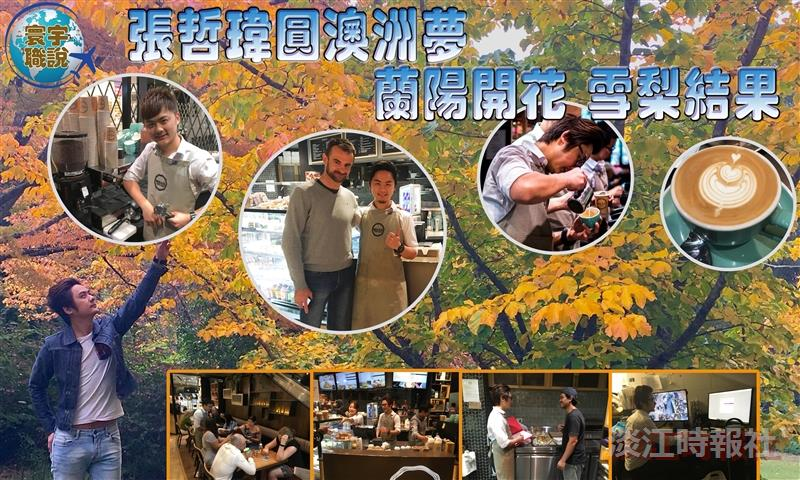 寰宇
職說
張哲瑋圓澳洲夢
蘭陽開花 雪梨結果
淡江時報社